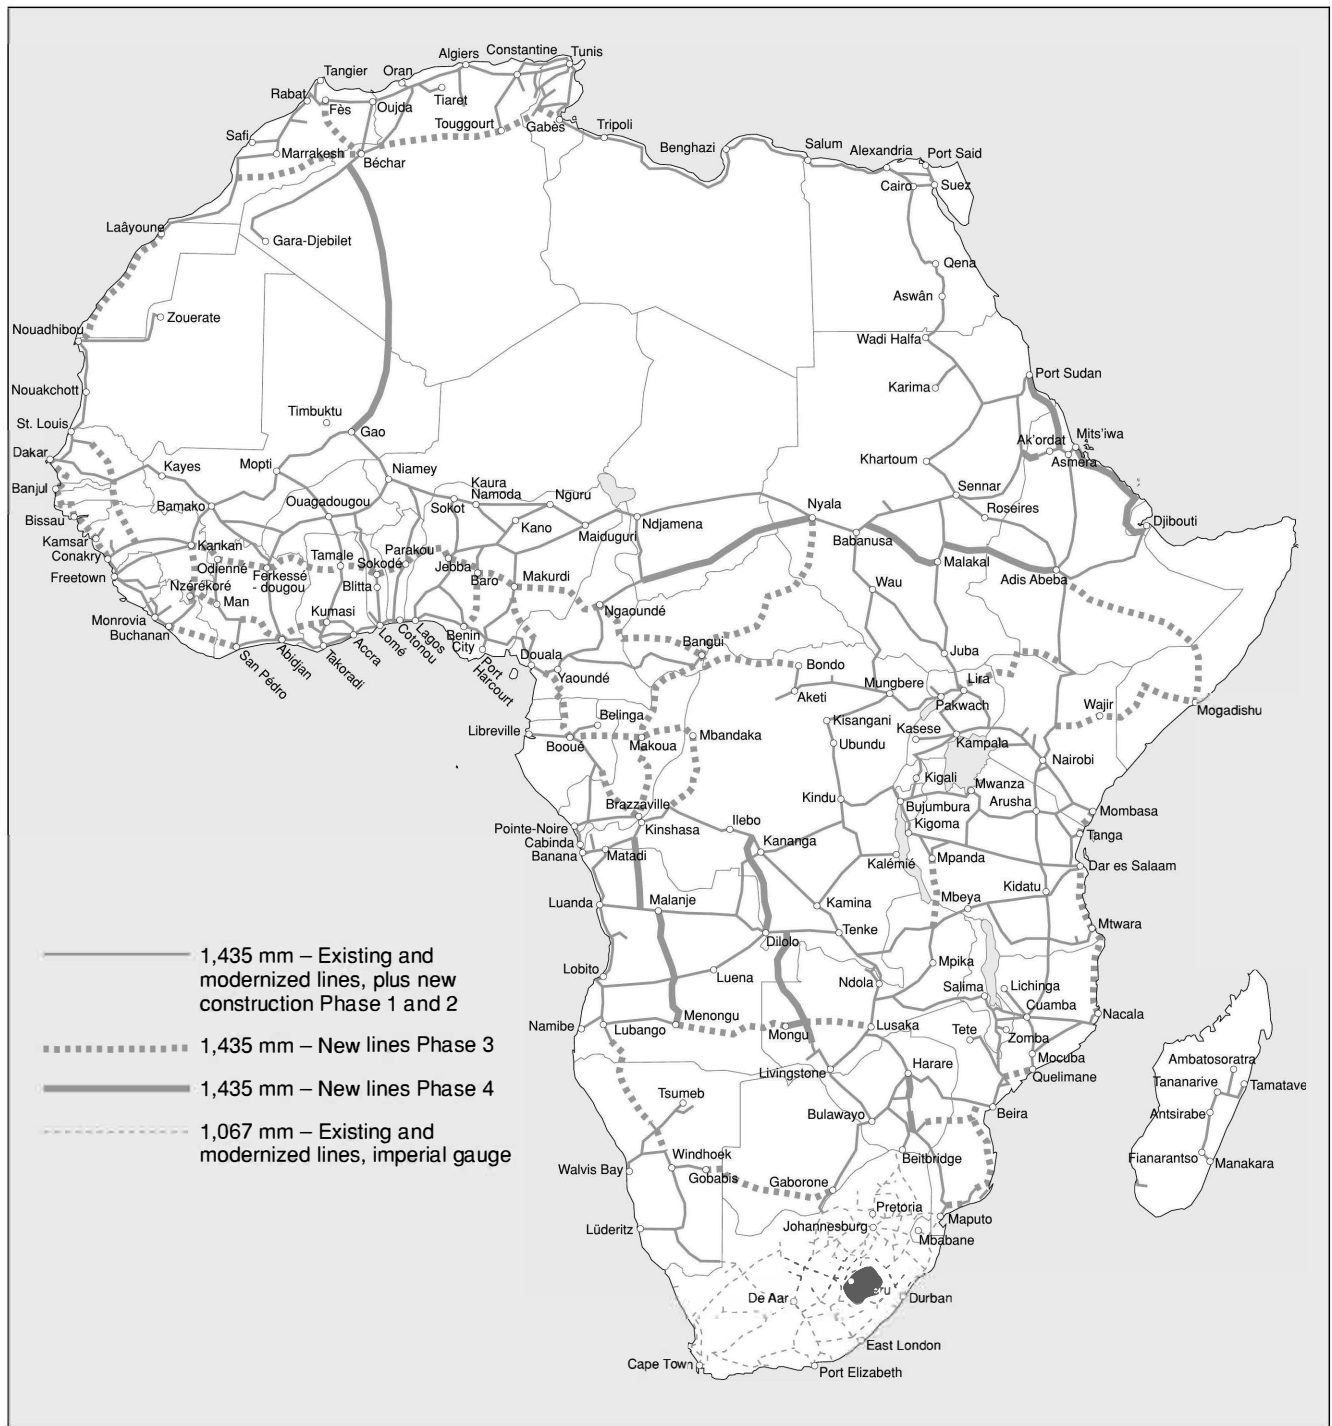 Algiers
Constantine
Tunis
Tangier
Oran
Rabat
Fès
Oujda
Tiaret
Touggourt
Gabès
Tripoli
Safi
Marrakesh
Béchar
Benghazi
Salum
Alexandria
Port Said
Cairo
Suez
Laâyoune
Gara-Djebilet
Qena
Aswân
Zouerate
Nouadhibou
Wadi Halfa
Nouakchott
Karima
Port Sudan
Timbuktu
St. Louis
Gao
Ak'ordat
Mits'iwa
Dakar
Kayes
Mopti
Niamey
Khartoum
Asmera
Banjul
Bamako
Ouagadougou
Kaura
Namoda
Nguru
Sokot
Sennar
Nyala
Roseires
Bissau
Kano
Ndjamena
Djibouti
Kamsar
Conakry
Kankan
Tamale
Parakou
Maiduguri
Babanusa
Odienne
Sokodé
Jebba
Malakal
Freetown
Ferkessé
- dougou
Blitta
Baro
Makurdi
Wau
Adis Abeba
Nzérékoré
Man
Kumasi
Ngaoundé
Monrovia
Buchanan
San Pédro
Abidjan
Takoradi
Accra
Lomé
Cotonou
Lagos
Benin
City
Port
Harcourt
Douala
Yaoundé
Bangui
Juba
Bondo
Aketi
Mungbere
Lira
Pakwach
Wajir
Mogadishu
Libreville
Belinga
Booué
Makoua
Mbandaka
Kisangani
Ubundu
Kasese
Kampala
Nairobi
Kigali
Mwanza
Kindu
Bujumbura
Arusha
Mombasa
Brazzaville
Kinshasa
Ilebo
Kigoma
Pointe-Noire
Cabinda
Banana
Matadi
Kananga
Kalémié
Mpanda
Tanga
Dar es Salaam
Luanda
Malanje
Kamina
Mbeya
Kidatu
Mtwara
Dilolo
Tenke
Lobito
Luena
Ndola
Mpika
Salima
Lichinga
Cuamba
Namibe
Lubango
Menongu
Mongu
Lusaka
Tete
Zomba
Nacala
Mocuba
Quelimane
Livingstone
Harare
Ambatosoratra
Tananarive
Tamatave
Tsumeb
Bulawayo
Beira
Antsirabe
Fianarantso
Manakara
Walvis Bay
Windhoek
Gobabis
Gaborone
Beitbridge
Lüderitz
Pretoria
Johannesburg
Maputo
Mbabane
De Aar
ru
Durban
East London
Cape Town
Port Elizabeth
1,435 mm – Existing and
modernized lines, plus new
construction Phase 1 and 2
1,435 mm – New lines Phase 3
1,435 mm – New lines Phase 4
1,067 mm – Existing and
modernized lines, imperial gauge